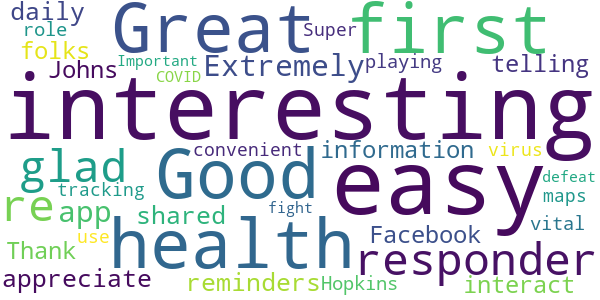 daily
Great
first
role
Super
folks
Important
Extremely
playing
telling
Johns
COVID
interesting
convenient
information
virus
glad
Good
easy
defeat
tracking
maps
re
app
shared
fight
vital
use
health
Facebook
Thank
responder
appreciate
reminders
Hopkins
interact